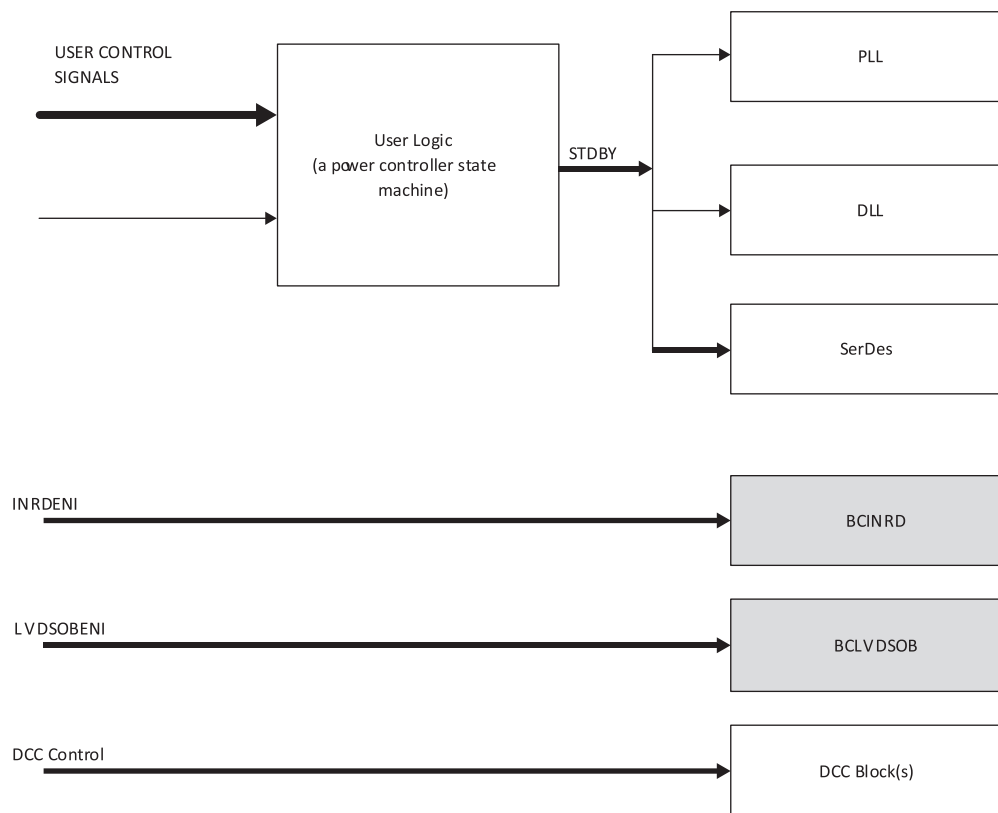 USER CONTROL
SIGNALS
User Logic
(a power controller state
machine)
STDBY
PLL
DLL
SerDes
INRDENI
BCINRD
LVDSOBENI
BCLVDSOB
DCC Control
DCC Block(s)